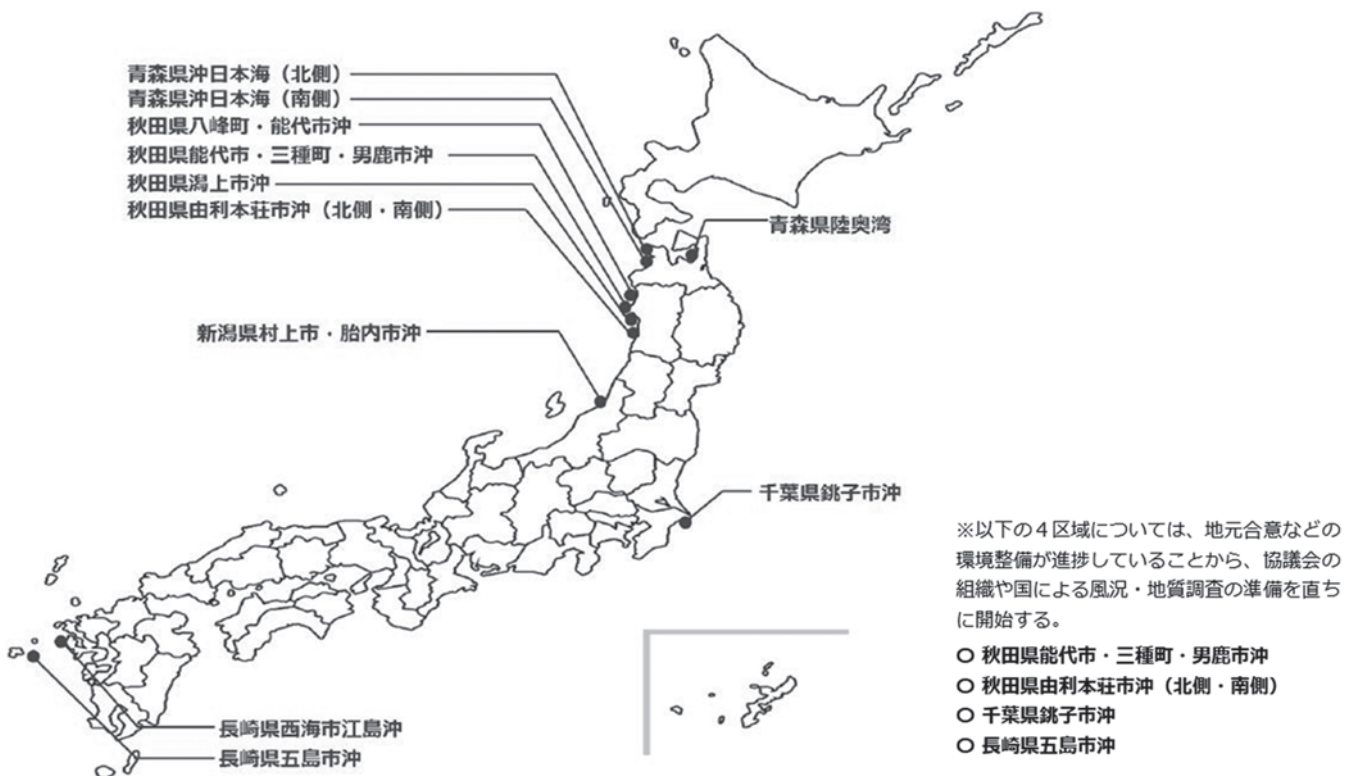 青森県沖日本海（北側）
青森県沖日本海（南側）
秋田県八峰町・能代市沖
秋田県能代市・三種町・男鹿市沖
秋田県潟上市沖
秋田県由利本荘市沖（北側・南側）
青森県陸奥湾
新潟県村上市・胎内市沖
千葉県銚子市沖
長崎県西海市江島沖
長崎県五島市沖
※以下の４区域については、地元合意などの
環境整備が進捗していることから、協議会の
組織や国による風況・地質調査の準備を直ち
に開始する。
○ 秋田県能代市・三種町・男鹿市沖
○ 秋田県由利本荘市沖（北側・南側）
○ 千葉県銚子市沖
○ 長崎県五島市沖